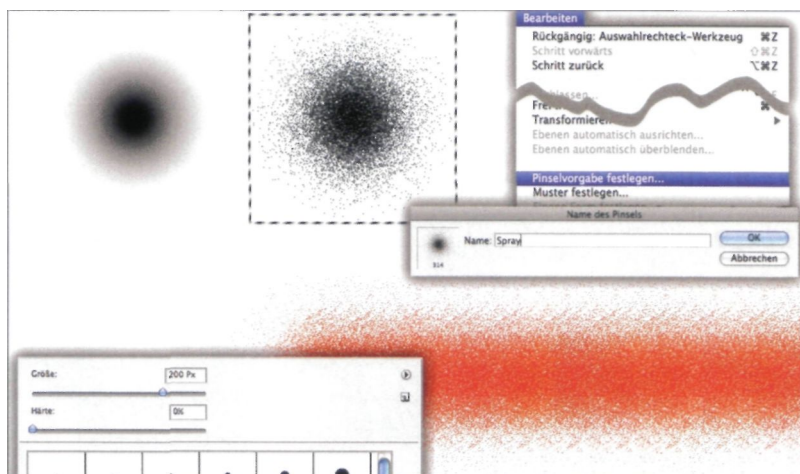 Bearbeiten
Rückgängig: Auswahlrechteck-Werkzeug ⌘Z
Schritt vorwärts ⇧⌘Z
Schritt zurück ⌥⌘Z
Transformieren
Ebenen automatisch ausrichten...
Ebenen automatisch überblenden...
Pinselvorgabe festlegen...
Muster festlegen...
Name des Pinsels
Name: Spray
OK
Abbrechen
314
Größe: 200 Px
Härte: 0%